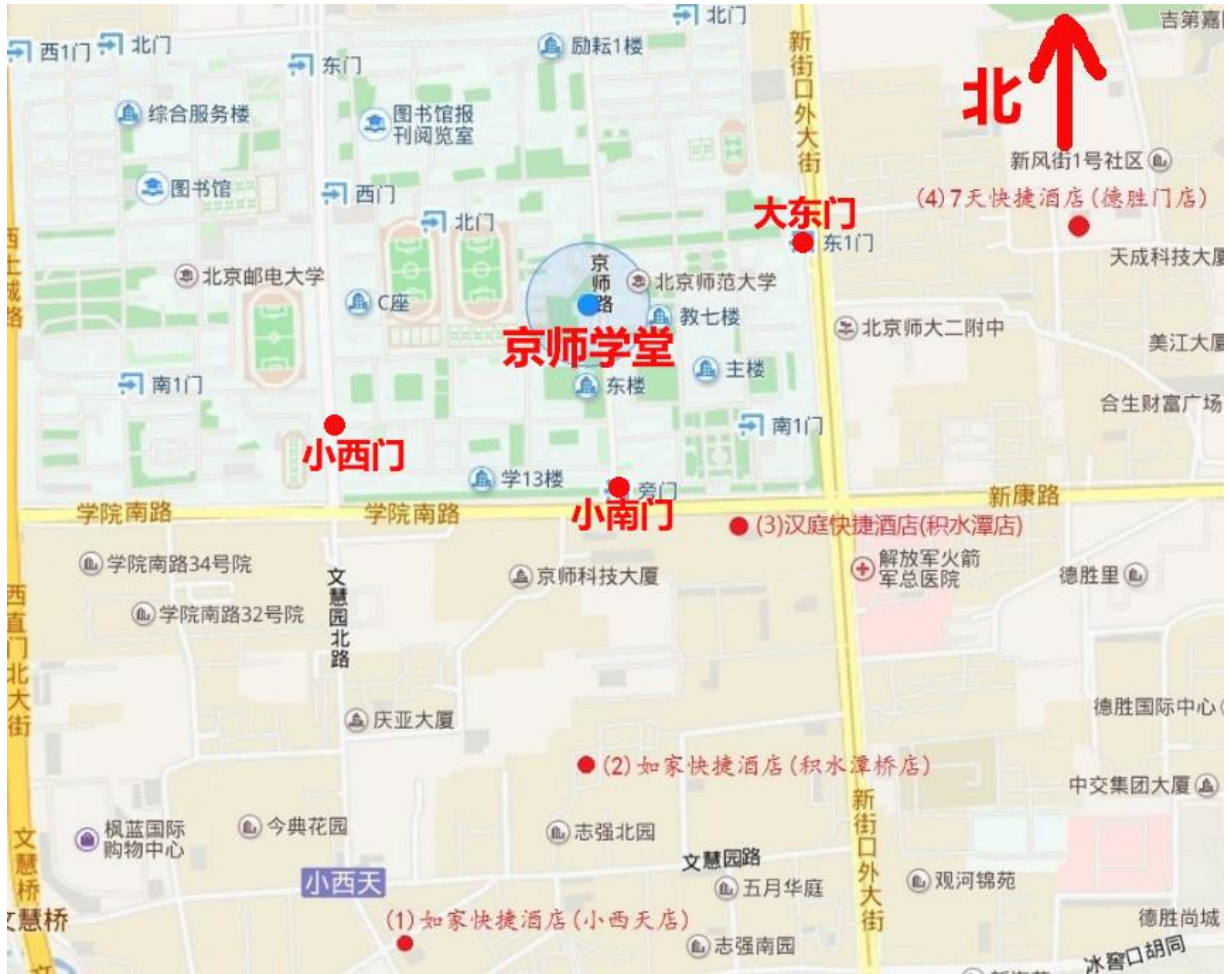 北门
吉第嘉
西1门
北门
励耘1楼
新街口外大街
东门
北
综合服务楼
图书馆报
刊阅览室
新风街1号社区
图书馆
西门
(4)7天快捷酒店(德胜门店)
大东门
北门
东1门
西土城路
京师路
天成科技大厦
北京邮电大学
北京师范大学
C座
教七楼
北京师大二附中
京师学堂
美江大厦
主楼
南1门
东楼
合生财富广场
小西门
南1门
学13楼
旁门
新康路
学院南路
学院南路
小南门
(3)汉庭快捷酒店(积水潭店)
学院南路34号院
京师科技大厦
解放军火箭
军总医院
德胜里
文慧园北路
学院南路32号院
西直门北大街
庆亚大厦
德胜国际中心
(2)如家快捷酒店(积水潭桥店)
中交集团大厦
新街口外大街
枫蓝国际
购物中心
今典花园
志强北园
文慧桥
文慧园路
小西天
五月华庭
观河锦苑
文慧桥
(1)如家快捷酒店(小西天店)
德胜尚城
志强南园
冰窖口胡同